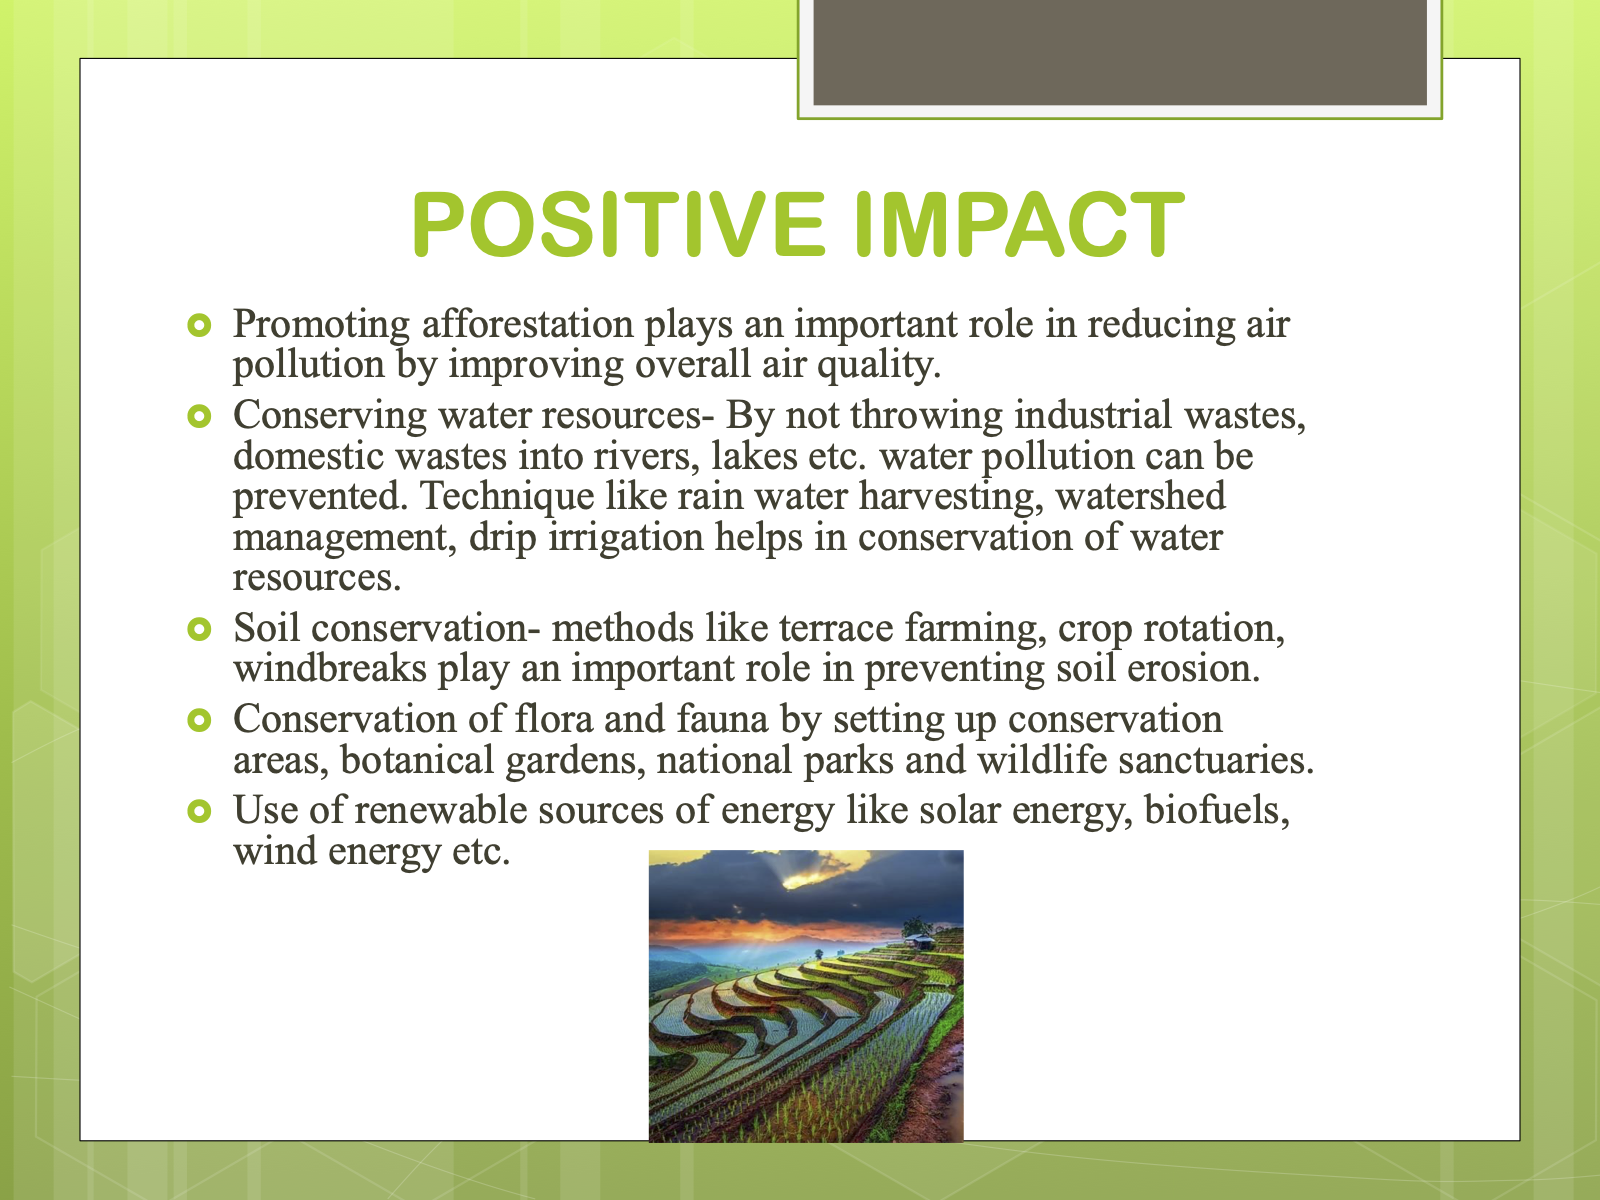 POSITIVE IMPACT
Promoting afforestation plays an important role in reducing air
pollution by improving overall air quality.
Conserving water resources- By not throwing industrial wastes,
domestic wastes into rivers, lakes etc. water pollution can be
prevented. Technique like rain water harvesting, watershed
management, drip irrigation helps in conservation of water
resources.
Soil conservation- methods like terrace farming, crop rotation,
windbreaks play an important role in preventing soil erosion.
Conservation of flora and fauna by setting up conservation
areas, botanical gardens, national parks and wildlife sanctuaries.
Use of renewable sources of energy like solar energy, biofuels,
wind energy etc.